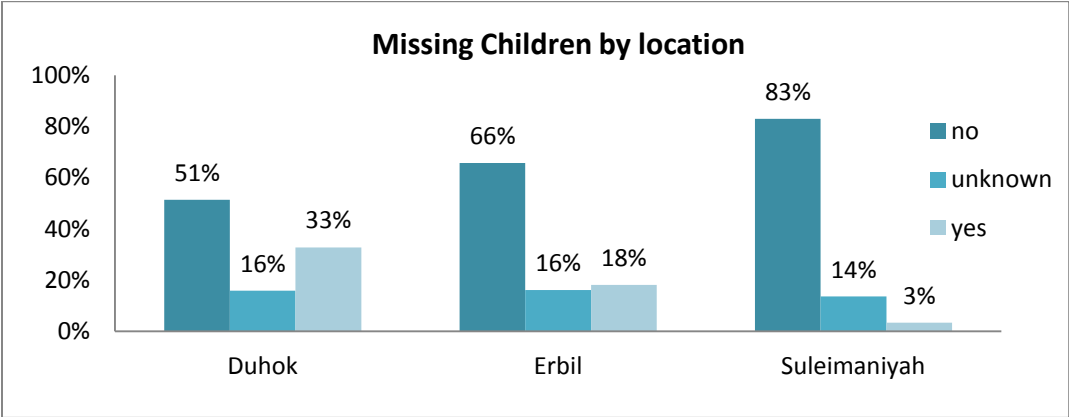 Missing Children by location
100%
80%
60%
40%
20%
0%
51%
16%
33%
66%
16%
18%
83%
14%
3%
Duhok
Erbil
Suleimaniyah
no
unknown
yes